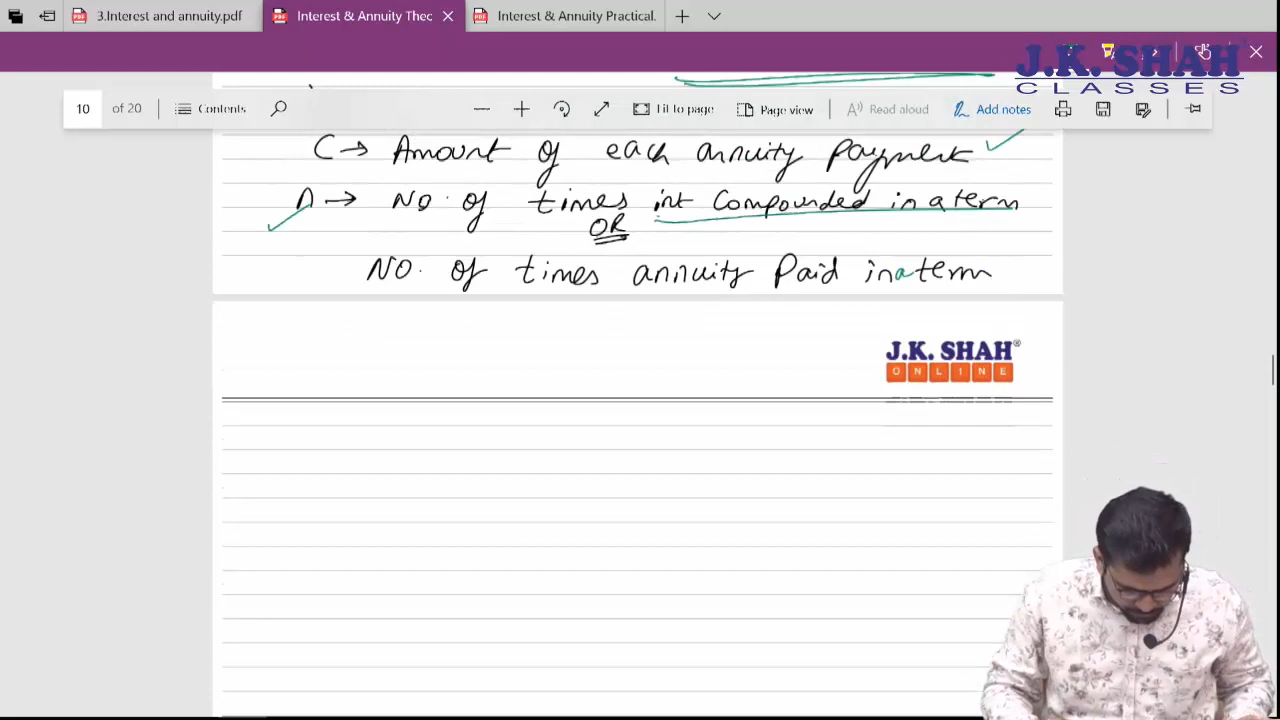 3.Interest and annuity.pdf
Interest & Annuity Theo
Interest & Annuity Practical.
J.K. SHAH
CLASSES
10 of 20
Contents
Fit to page
Page view
Read aloud
Add notes
C → Amount of each annuity payment
n → No. of times int compounded in a term
OR
No. of times annuity Paid in a term
J.K. SHAH®
ONLINE